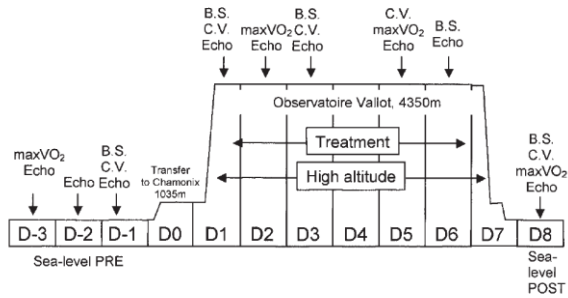 B.S.
C.V.
Echo
maxVO₂
Echo
B.S.
C.V.
Echo
C.V.
maxVO₂
Echo
B.S.
Echo
Observatoire Vallot, 4350m
Treatment
High altitude
maxVO₂
Echo
Echo
B.S.
C.V.
Echo
Transfer
to Chamonix
1035m
B.S.
C.V.
maxVO₂
Echo
D-3 D-2 D-1 D0 D1 D2 D3 D4 D5 D6 D7 D8
Sea-level PRE
Sea-
level
POST